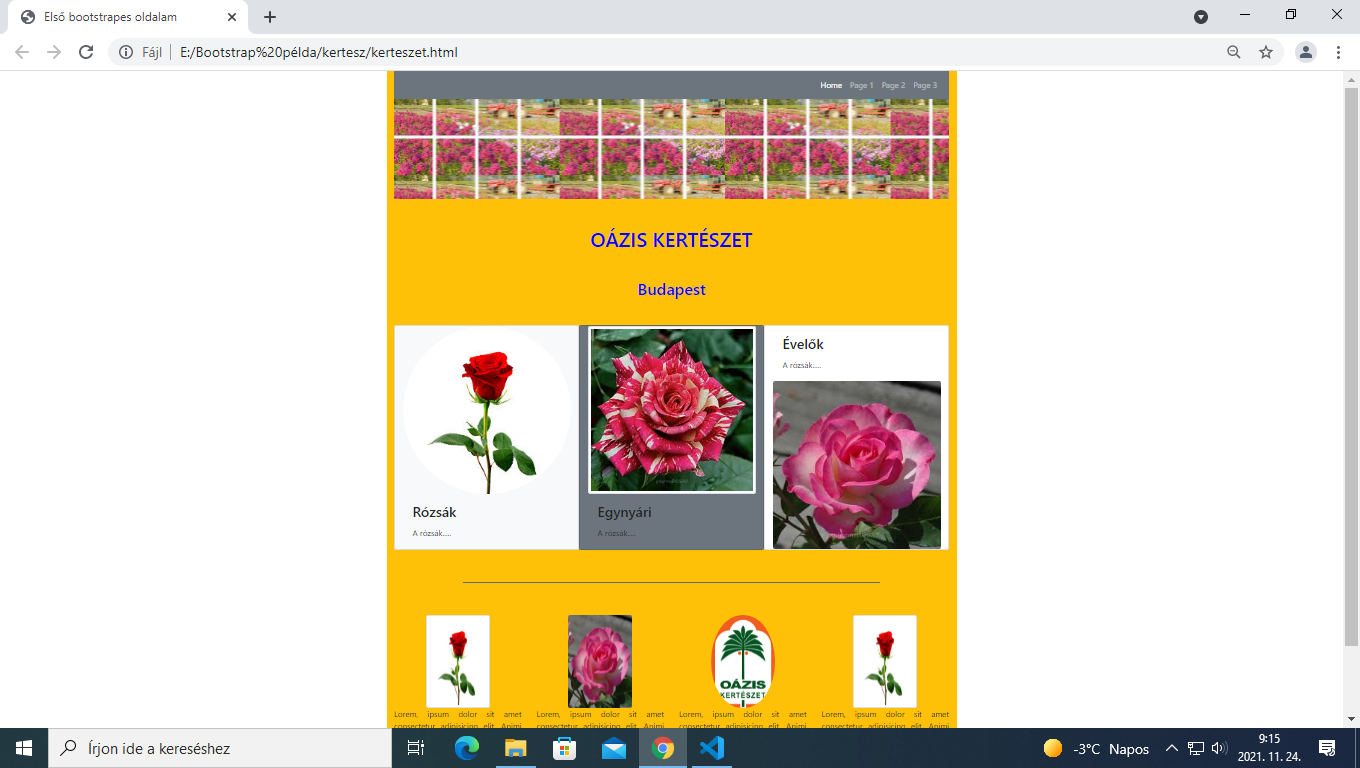 Első bootstrapes oldalam
Fájl
E:/Bootstrap%20példa/kertesz/kerteszet.html
Home Page 1 Page 2 Page 3
OÁZIS KERTÉSZET
Budapest
Rózsák
A rózsák.....
Egynyári
A rózsák.....
Évelők
A rózsák.....
OÁZIS
KERTÉSZET
Lorem, ipsum dolor sit amet
consectetur adipisicing elit. Animi
Lorem, ipsum dolor sit amet
consectetur adipisicing elit. Animi
Lorem, ipsum dolor sit amet
consectetur adipisicing elit. Animi
Lorem, ipsum dolor sit amet
consectetur adipisicing elit. Animi
Írjon ide a kereséshez
-3°C Napos
9:15
2021. 11. 24.